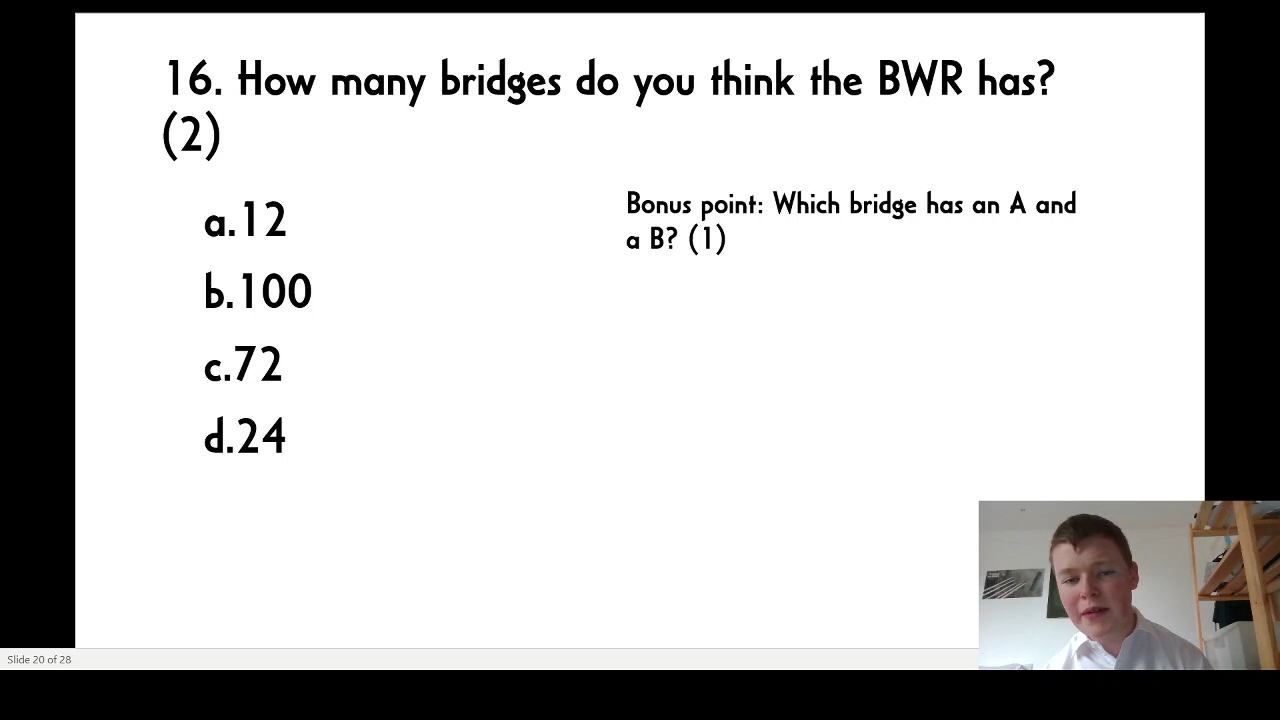 16. How many bridges do you think the BWR has?
(2)
a.12
b.100
c.72
d.24
Bonus point: Which bridge has an A and
a B? (1)
Slide 20 of 28